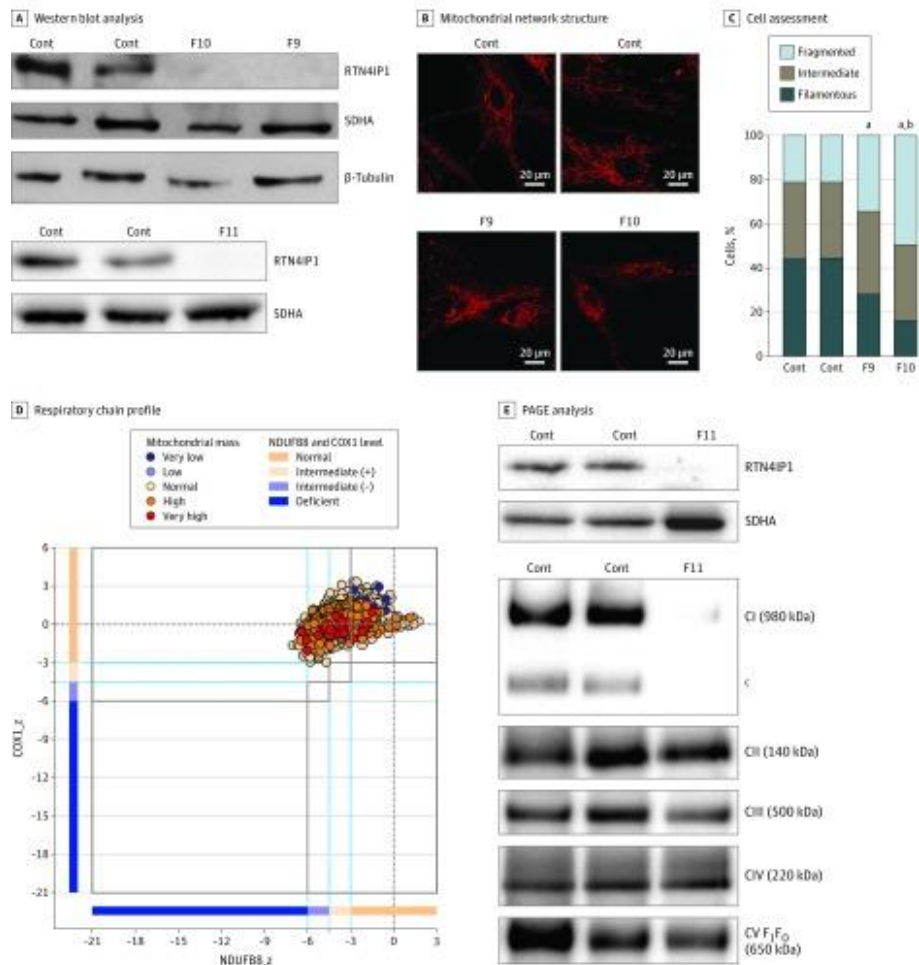 A Western blot analysis
Cont Cont F10 F9
RTN4IP1
SDHA
β-Tubulin
Cont Cont F11
RTN4IP1
SDHA
B Mitochondrial network structure
Cont Cont
20 μm 20 μm
F9 F10
20 μm 20 μm
C Cell assessment
Fragmented
Intermediate
Filamentous
a a,b
100
80
60
40
20
0
Cells, %
Cont Cont F9 F10
D Respiratory chain profile
Mitochondrial mass
Very low
Low
Normal
High
Very high
NDUFB8 and COX1 level
Normal
Intermediate (+)
Intermediate (-)
Deficient
6
3
0
-3
-6
-9
-12
-15
-18
-21
COX1_z
-21 -18 -15 -12 -9 -6 -3 0 3
NDUFB8_z
E PAGE analysis
Cont Cont F11
RTN4IP1
SDHA
Cont Cont F11
CI (980 kDa)
c
CII (140 kDa)
CIII (500 kDa)
CIV (220 kDa)
CV F1FO
(650 kDa)